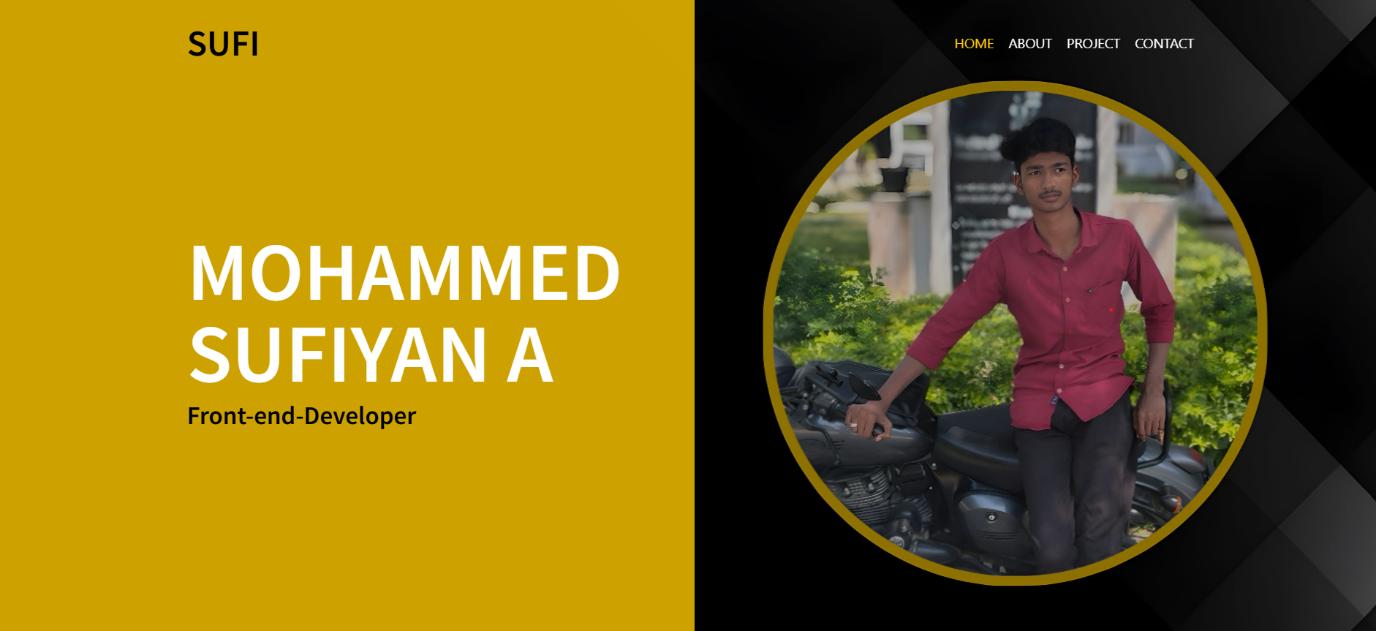 SUFI
HOME ABOUT PROJECT CONTACT
MOHAMMED
SUFIYAN A
Front-end-Developer